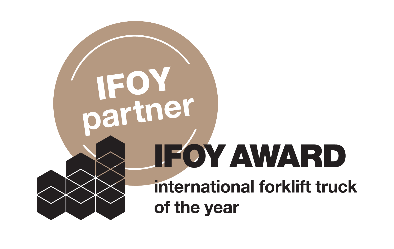 IFOY
partner
IFOY AWARD
international forklift truck
of the year